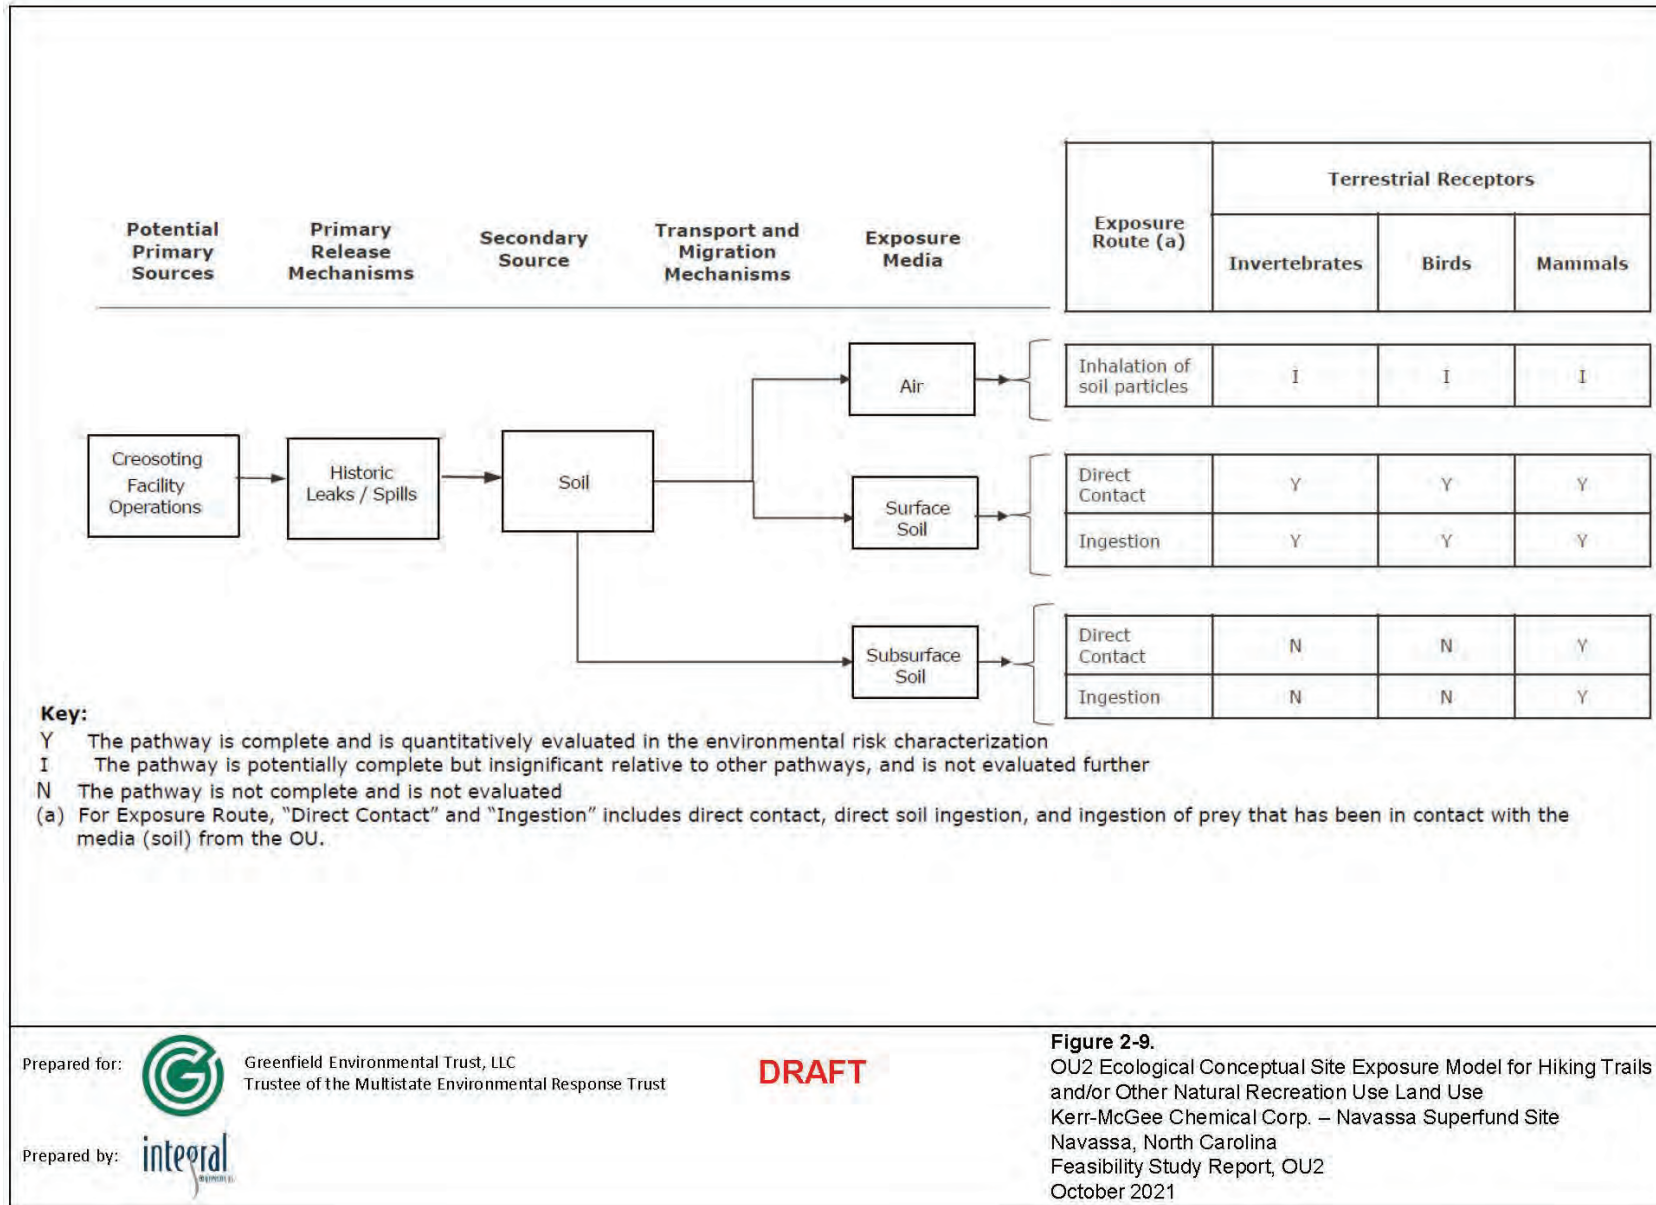 Potential
Primary
Sources
Primary
Release
Mechanisms
Secondary
Source
Transport and
Migration
Mechanisms
Exposure
Media
Exposure
Route (a)
Terrestrial Receptors
Invertebrates Birds Mammals
Creosoting
Facility
Operations
Historic
Leaks / Spills
Soil
Air
Inhalation of
soil particles
I I I
Surface
Soil
Direct
Contact
Y Y Y
Ingestion Y Y Y
Subsurface
Soil
Direct
Contact
N N Y
Ingestion N N Y
Key:
Y The pathway is complete and is quantitatively evaluated in the environmental risk characterization
I The pathway is potentially complete but insignificant relative to other pathways, and is not evaluated further
N The pathway is not complete and is not evaluated
(a) For Exposure Route, "Direct Contact" and "Ingestion" includes direct contact, direct soil ingestion, and ingestion of prey that has been in contact with the
media (soil) from the OU.
Prepared for:
Greenfield Environmental Trust, LLC
Trustee of the Multistate Environmental Response Trust
Prepared by:
integral
DRAFT
Figure 2-9.
OU2 Ecological Conceptual Site Exposure Model for Hiking Trails
and/or Other Natural Recreation Use Land Use
Kerr-McGee Chemical Corp. – Navassa Superfund Site
Navassa, North Carolina
Feasibility Study Report, OU2
October 2021